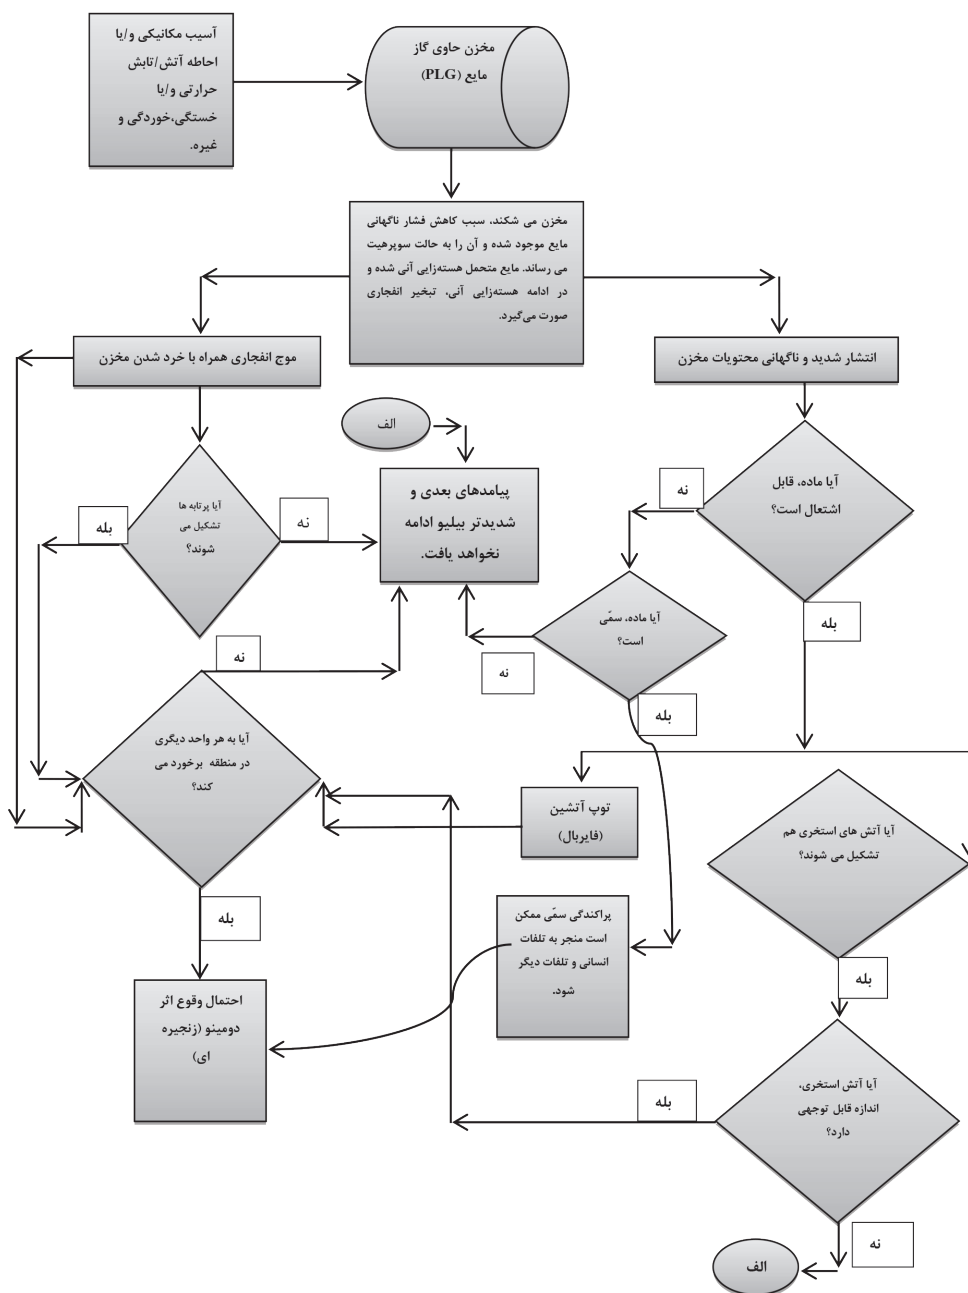 آسیب مکانیکی و/یا
احاطه آتش/تابش
حرارتی و/یا
خستگی،خوردگی و
غیره.
مخزن حاوی گاز
مایع (PLG)
مخزن می شکند، سبب کاهش فشار ناگهانی
مایع موجود شده و آن را به حالت سوپرهیت
می رساند. مایع متحمل هسته‌زایی آنی شده و
در ادامه هسته‌زایی آنی، تبخیر انفجاری
صورت می‌گیرد.
موج انفجاری همراه با خرد شدن مخزن
انتشار شدید و ناگهانی محتویات مخزن
الف
آیا ماده، قابل
اشتعال است؟
نه
پیامدهای بعدی و
شدیدتر بیلیو ادامه
نخواهد یافت.
آیا پرتابه ها
تشکیل می
شوند؟
نه
بله
آیا ماده، سمّی
است؟
بله
نه
نه
بله
آیا به هر واحد دیگری
در منطقه برخورد می
کند؟
توپ آتشین
(فایربال)
آیا آتش های استخری هم
تشکیل می شوند؟
بله
پراکندگی سمّی ممکن
است منجر به تلفات
انسانی و تلفات دیگر
شود.
بله
احتمال وقوع اثر
دومینو (زنجیره
ای)
آیا آتش استخری،
اندازه قابل توجهی
دارد؟
بله
نه
الف